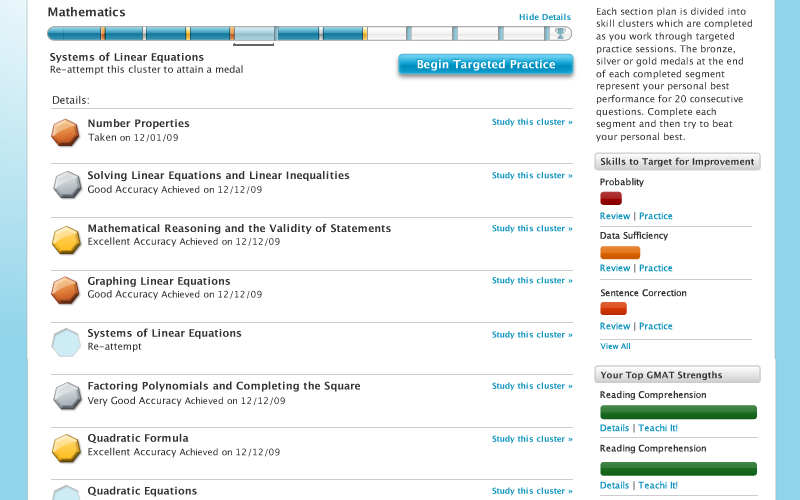 Mathematics
Hide Details
Systems of Linear Equations
Re-attempt this cluster to attain a medal
Begin Targeted Practice
Details:
Number Properties
Taken on 12/01/09
Study this cluster »
Solving Linear Equations and Linear Inequalities
Good Accuracy Achieved on 12/12/09
Study this cluster »
Mathematical Reasoning and the Validity of Statements
Excellent Accuracy Achieved on 12/12/09
Study this cluster »
Graphing Linear Equations
Good Accuracy Achieved on 12/12/09
Study this cluster »
Systems of Linear Equations
Re-attempt
Study this cluster »
Factoring Polynomials and Completing the Square
Very Good Accuracy Achieved on 12/12/09
Study this cluster »
Quadratic Formula
Excellent Accuracy Achieved on 12/12/09
Study this cluster »
Quadratic Equations
Study this cluster »
Each section plan is divided into
skill clusters which are completed
as you work through targeted
practice sessions. The bronze,
silver or gold medals at the end
of each completed segment
represent your personal best
performance for 20 consecutive
questions. Complete each
segment and then try to beat
your personal best.
Skills to Target for Improvement
Probablity
Review | Practice
Data Sufficiency
Review | Practice
Sentence Correction
Review | Practice
View All
Your Top GMAT Strengths
Reading Comprehension
Details | Teachi It!
Reading Comprehension
Details | Teachi It!